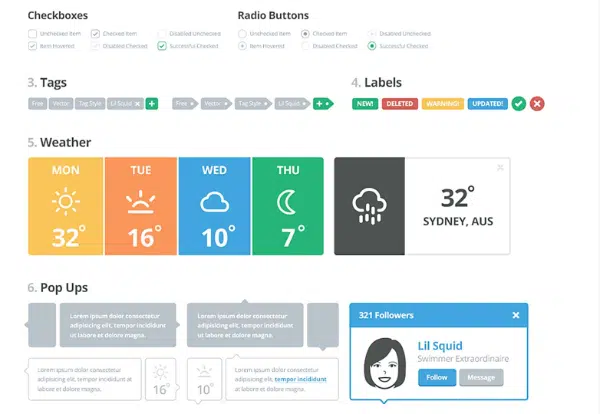 Checkboxes
Radio Buttons
Unchecked Item
Checked Item
Disabled Unchecked
Unchecked Item
Checked Item
Disabled Unchecked
Item Hovered
Disabled Checked
Successful Checked
Item Hovered
Disabled Checked
Successful Checked
3. Tags
4. Labels
Free
Vector
Tag Style
Lil Squid
Free
Vector
Tag Style
Lil Squid
NEW!
DELETED
WARNING!
UPDATED!
5. Weather
MON
TUE
WED
THU
32°
16°
10°
7°
32°
SYDNEY, AUS
6. Pop Ups
Lorem ipsum dolor consectetur
adipisicing elit, tempor incididunt
ut labore et dolore magna.
Lorem ipsum dolor consectetur
adipisicing elit, tempor incididunt
ut labore et dolore magna.
321 Followers
Lil Squid
Swimmer Extraordinaire
Follow
Message
Lorem ipsum dolor consectetur
adipisicing elit, tempor incididunt
ut labore et dolore magna.
16°
10°
Lorem ipsum dolor consectetur
adipisicing elit, tempor incididunt
ut labore et dolore magna.